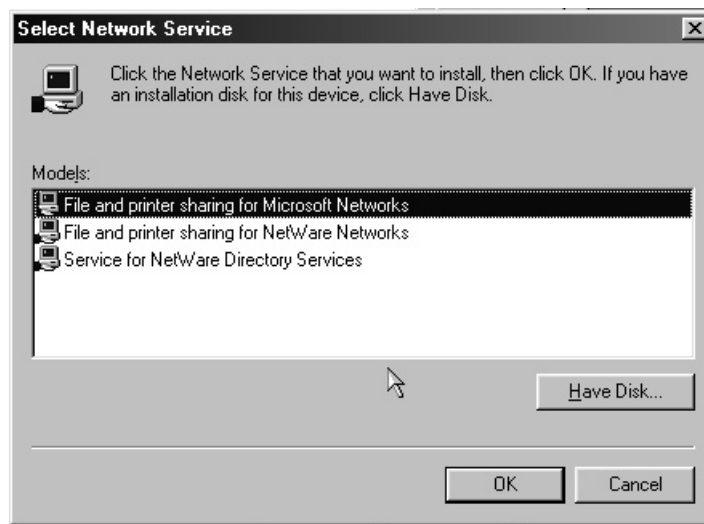 Select Network Service
Click the Network Service that you want to install, then click OK. If you have
an installation disk for this device, click Have Disk.
Models:
File and printer sharing for Microsoft Networks
File and printer sharing for NetWare Networks
Service for NetWare Directory Services
Have Disk...
OK
Cancel